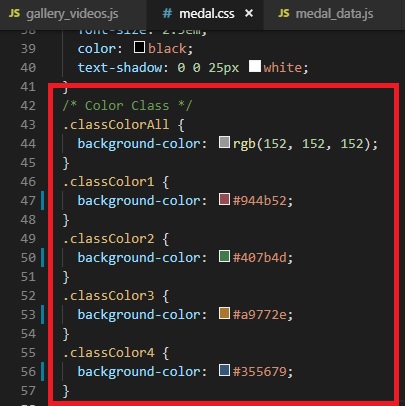 JS gallery_videos.js # medal.css × JS medal_data.js
38 font-size: 2.5em;
39 color: black;
40 text-shadow: 0 0 25px white;
41 }
42 /* Color Class */
43 .classColorAll {
44 background-color: rgb(152, 152, 152);
45 }
46 .classColor1 {
47 background-color: #944b52;
48 }
49 .classColor2 {
50 background-color: #407b4d;
51 }
52 .classColor3 {
53 background-color: #a9772e;
54 }
55 .classColor4 {
56 background-color: #355679;
57 }